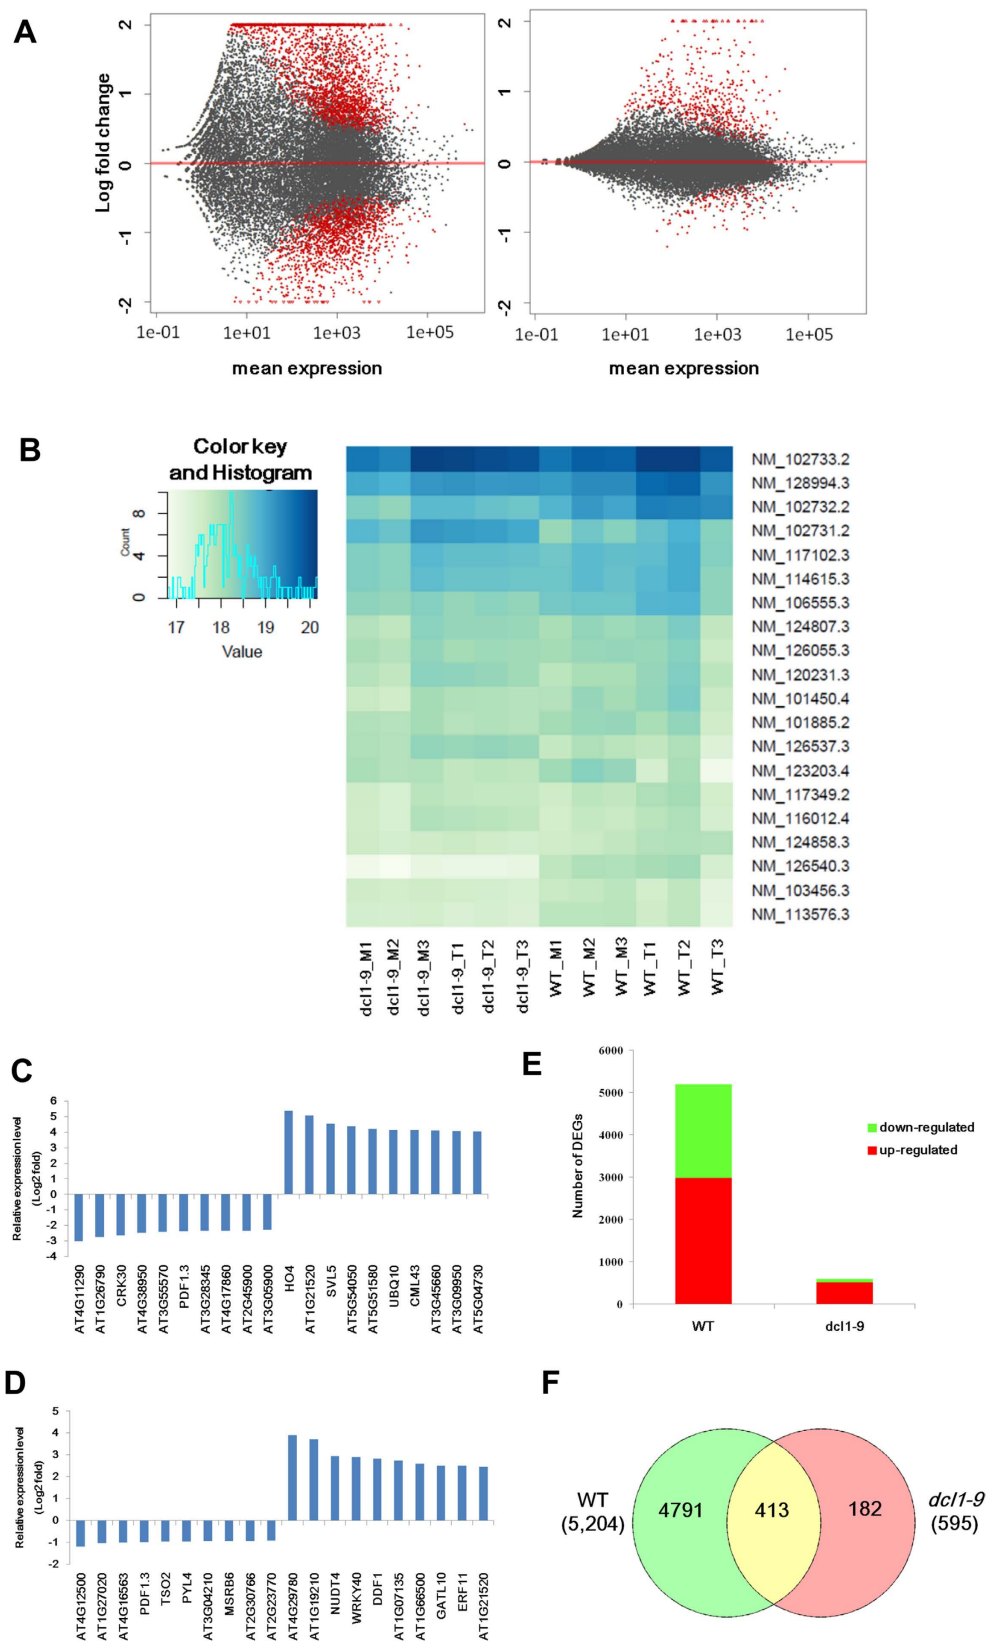 A
Log fold change
2
1
0
-1
-2
1e-01
1e+01
1e+03
1e+05
mean expression
2
1
0
-1
-2
1e-01
1e+01
1e+03
1e+05
mean expression
B
Color key
and Histogram
Count
8
4
0
17
18
19
20
Value
NM_102733.2
NM_128994.3
NM_102732.2
NM_102731.2
NM_117102.3
NM_114615.3
NM_106555.3
NM_124807.3
NM_126055.3
NM_120231.3
NM_101450.4
NM_101885.2
NM_126537.3
NM_123203.4
NM_117349.2
NM_116012.4
NM_124858.3
NM_126540.3
NM_103456.3
NM_113576.3
dcl1-9_M1
dcl1-9_M2
dcl1-9_M3
dcl1-9_T1
dcl1-9_T2
dcl1-9_T3
WT_M1
WT_M2
WT_M3
WT_T1
WT_T2
WT_T3
C
Relative expression level
(Log2fold)
6
5
4
3
2
1
0
-1
-2
-3
-4
AT4G11290
AT1G26790
CRK30
AT4G38950
AT3G55570
PDF1.3
AT3G28345
AT4G17860
AT2G45900
AT3G05900
HO4
AT1G21520
SVL5
AT5G54050
AT5G51580
UBQ10
CML43
AT3G45660
AT3G09950
AT5G04730
E
Number of DEGs
6000
5000
4000
3000
2000
1000
0
WT
dcl1-9
down-regulated
up-regulated
D
Relative expression level
(Log2fold)
5
4
3
2
1
0
-1
-2
AT4G12500
AT1G27020
AT4G16563
PDF1.3
TSO2
PYL4
AT3G04210
MSRB6
AT2G30766
AT2G23770
AT4G29780
AT1G19210
NUDT4
WRKY40
DDF1
AT1G07135
AT1G66500
GATL10
ERF11
AT1G21520
F
WT
(5,204)
4791
413
182
dcl1-9
(595)